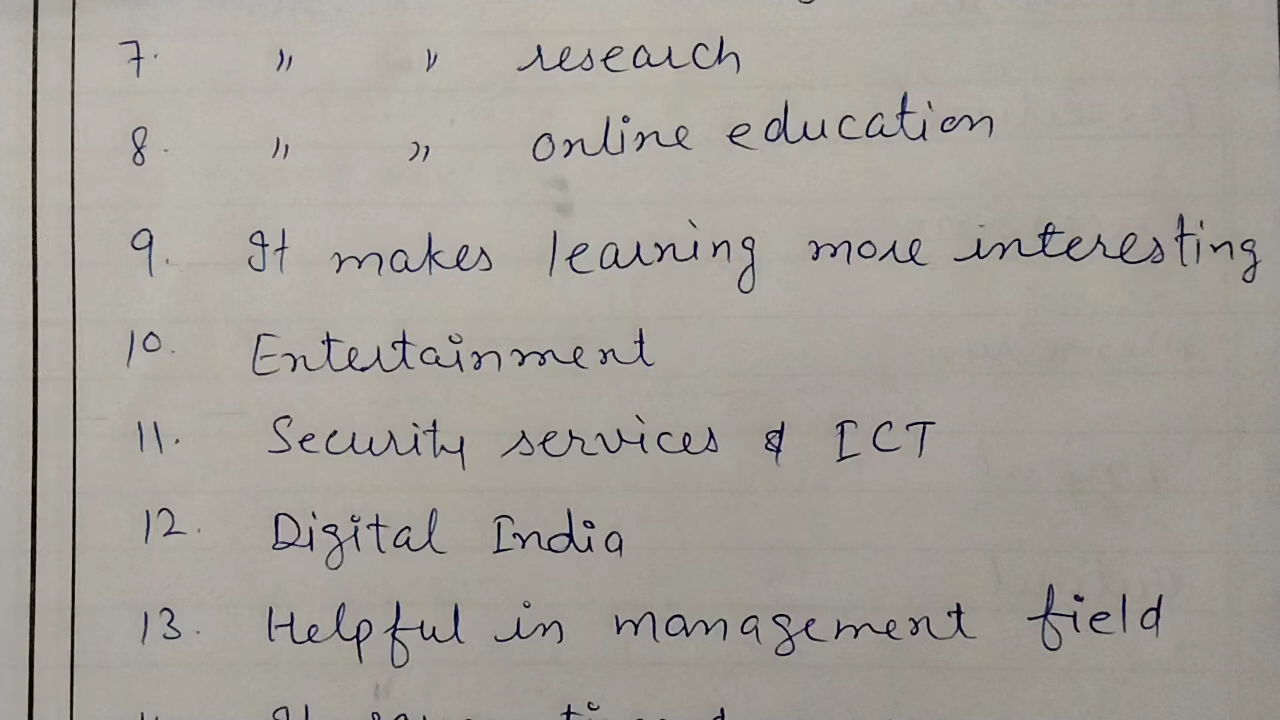 7. " " research
8. " " online education
9. It makes learning more interesting
10. Entertainment
11. Security services & ICT
12. Digital India
13. Helpful in management field